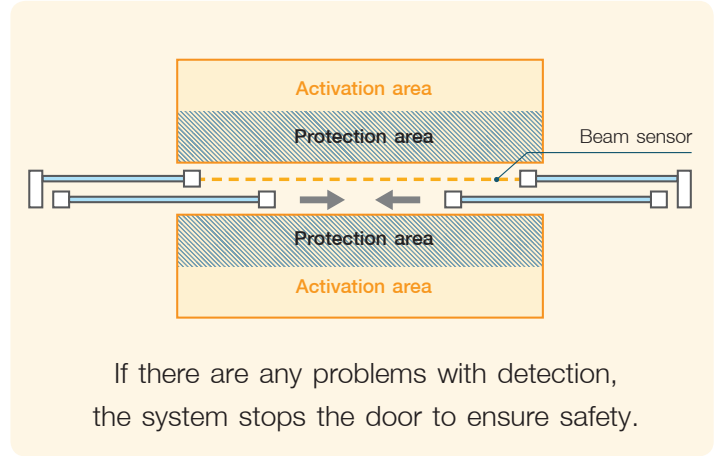 Activation area
Protection area
Beam sensor
Protection area
Activation area
If there are any problems with detection,
the system stops the door to ensure safety.